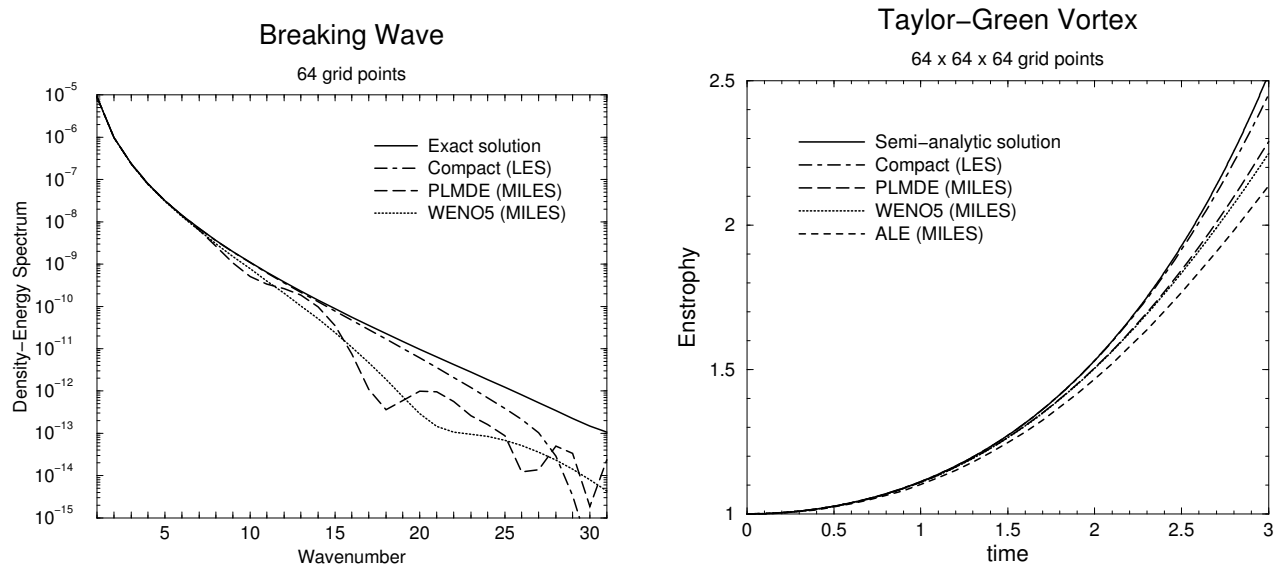 Breaking Wave
64 grid points
10^-5
10^-6
10^-7
10^-8
10^-9
10^-10
10^-11
10^-12
10^-13
10^-14
10^-15
Density−Energy Spectrum
Exact solution
Compact (LES)
PLMDE (MILES)
WENO5 (MILES)
5 10 15 20 25 30
Wavenumber
Taylor−Green Vortex
64 x 64 x 64 grid points
2.5
2
1.5
1
Enstrophy
Semi−analytic solution
Compact (LES)
PLMDE (MILES)
WENO5 (MILES)
ALE (MILES)
0 0.5 1 1.5 2 2.5 3
time